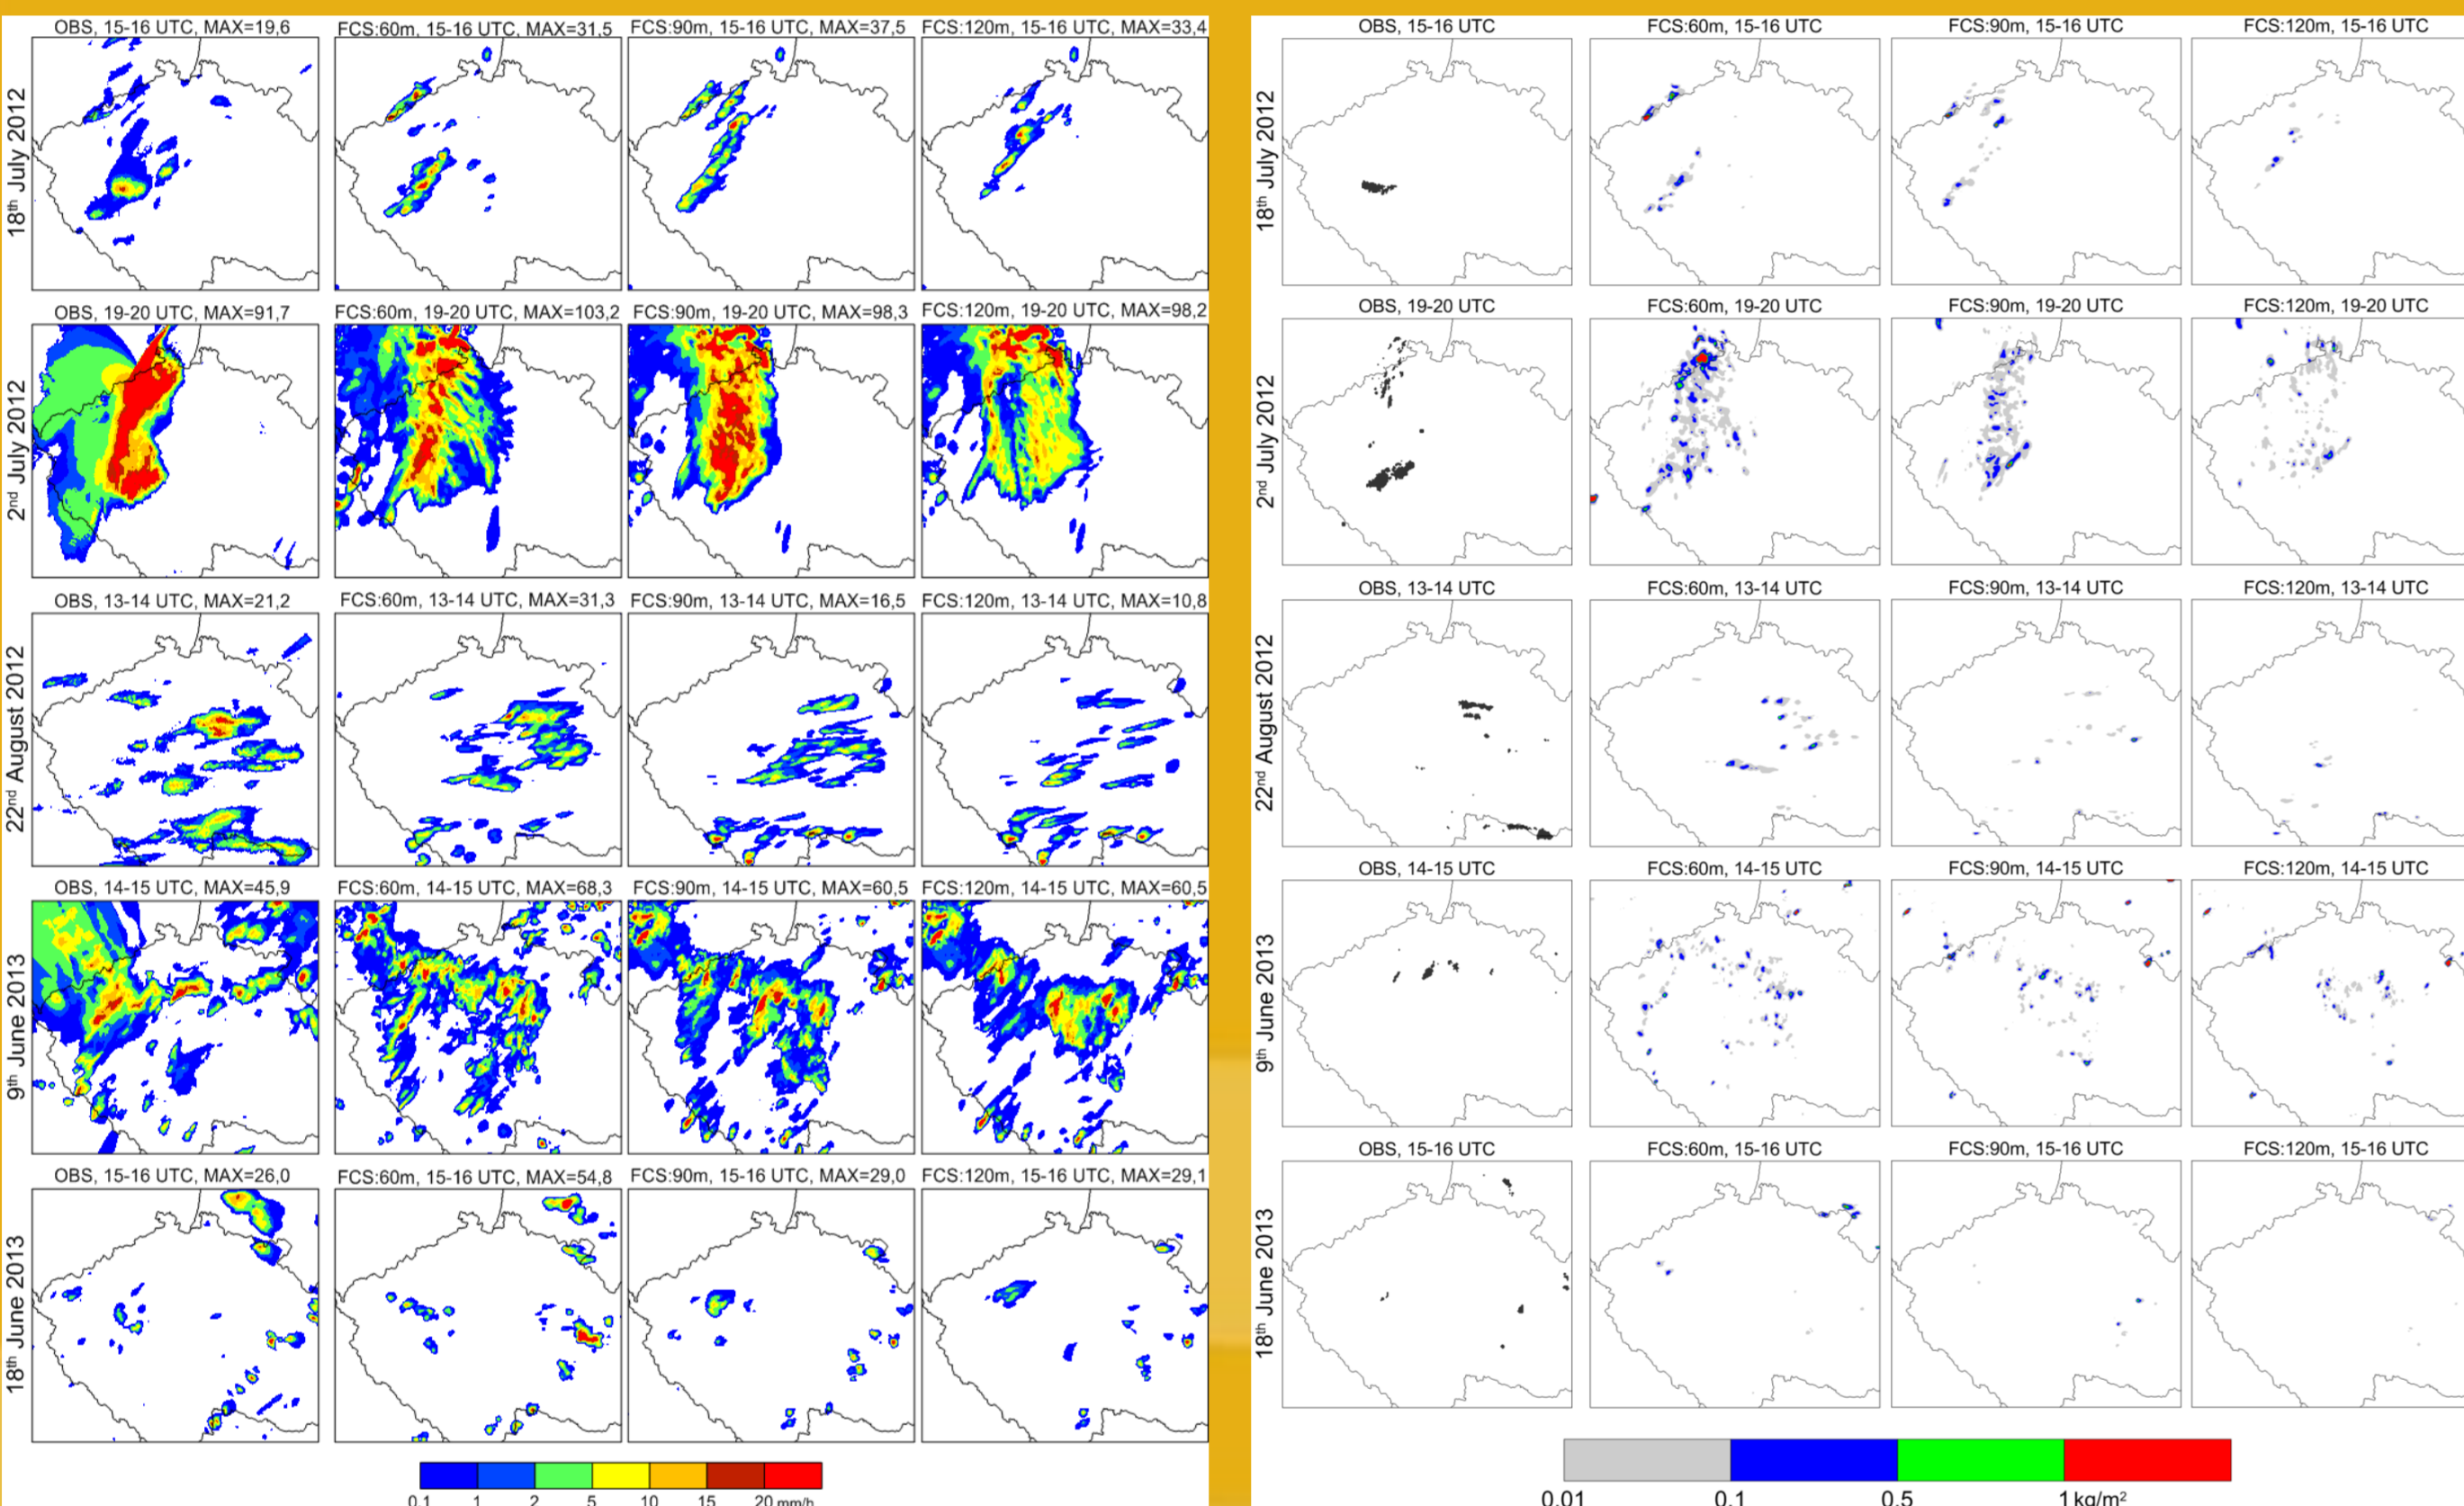 OBS, 15-16 UTC, MAX=19,6
FCS:60m, 15-16 UTC, MAX=31,5
FCS:90m, 15-16 UTC, MAX=37,5
FCS:120m, 15-16 UTC, MAX=33,4
18th July 2012
OBS, 19-20 UTC, MAX=91,7
FCS:60m, 19-20 UTC, MAX=103,2
FCS:90m, 19-20 UTC, MAX=98,3
FCS:120m, 19-20 UTC, MAX=98,2
2nd July 2012
OBS, 13-14 UTC, MAX=21,2
FCS:60m, 13-14 UTC, MAX=31,3
FCS:90m, 13-14 UTC, MAX=16,5
FCS:120m, 13-14 UTC, MAX=10,8
22nd August 2012
OBS, 14-15 UTC, MAX=45,9
FCS:60m, 14-15 UTC, MAX=68,3
FCS:90m, 14-15 UTC, MAX=60,5
FCS:120m, 14-15 UTC, MAX=60,5
9th June 2013
OBS, 15-16 UTC, MAX=26,0
FCS:60m, 15-16 UTC, MAX=54,8
FCS:90m, 15-16 UTC, MAX=29,0
FCS:120m, 15-16 UTC, MAX=29,1
18th June 2013
0.1 1 2 5 10 15 20 mm/h
OBS, 15-16 UTC
FCS:60m, 15-16 UTC
FCS:90m, 15-16 UTC
FCS:120m, 15-16 UTC
18th July 2012
OBS, 19-20 UTC
FCS:60m, 19-20 UTC
FCS:90m, 19-20 UTC
FCS:120m, 19-20 UTC
2nd July 2012
OBS, 13-14 UTC
FCS:60m, 13-14 UTC
FCS:90m, 13-14 UTC
FCS:120m, 13-14 UTC
22nd August 2012
OBS, 14-15 UTC
FCS:60m, 14-15 UTC
FCS:90m, 14-15 UTC
FCS:120m, 14-15 UTC
9th June 2013
OBS, 15-16 UTC
FCS:60m, 15-16 UTC
FCS:90m, 15-16 UTC
FCS:120m, 15-16 UTC
18th June 2013
0.01 0.1 0.5 1 kg/m²